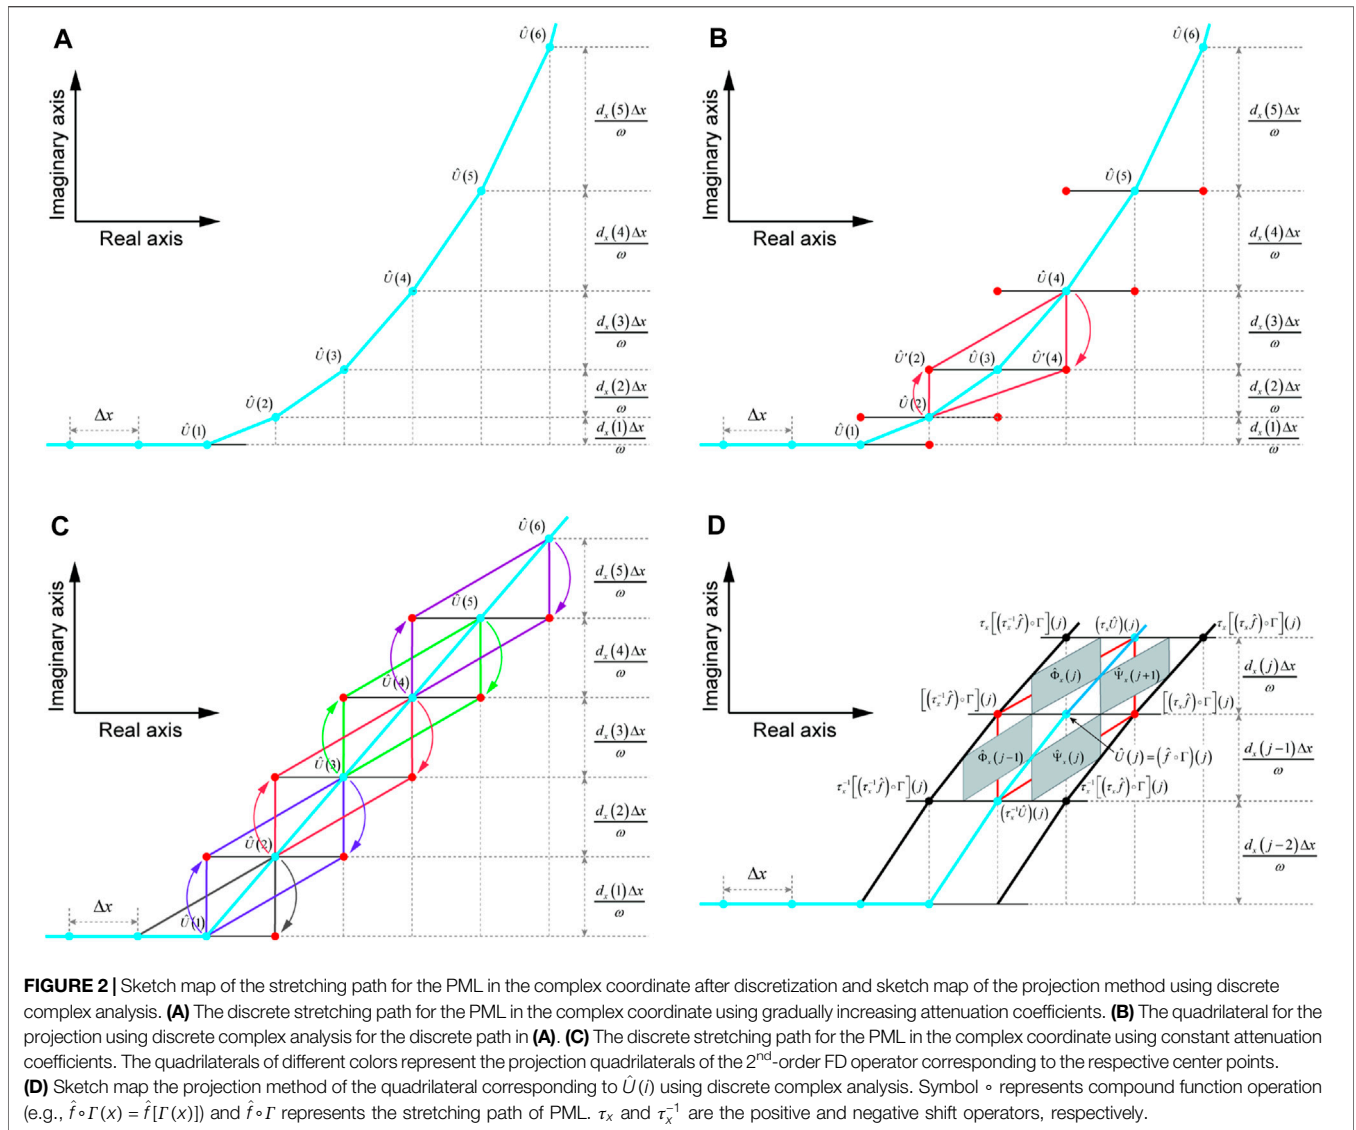 A
Imaginary axis
Real axis
Δx
Û(1)
Û(2)
Û(3)
Û(4)
Û(5)
Û(6)
d_x(5)Δx/ω
d_x(4)Δx/ω
d_x(3)Δx/ω
d_x(2)Δx/ω
d_x(1)Δx/ω
B
Imaginary axis
Real axis
Δx
Û(1)
Û(2)
Û′(2)
Û(3)
Û′(4)
Û(4)
Û(5)
Û(6)
d_x(5)Δx/ω
d_x(4)Δx/ω
d_x(3)Δx/ω
d_x(2)Δx/ω
d_x(1)Δx/ω
C
Imaginary axis
Real axis
Δx
Û(1)
Û(2)
Û(3)
Û(4)
Û(5)
Û(6)
d_x(5)Δx/ω
d_x(4)Δx/ω
d_x(3)Δx/ω
d_x(2)Δx/ω
d_x(1)Δx/ω
D
Imaginary axis
Real axis
Δx
τ_x[(τ_x⁻¹f̂)∘Γ](j)
(τ_xÛ)(j)
τ_x[(τ_xf̂)∘Γ](j)
Φ̂_x(j)
Ψ̂_x(j+1)
[(τ_x⁻¹f̂)∘Γ](j)
[(τ_xf̂)∘Γ](j)
Φ̂_x(j−1)
Ψ̂_x(j)
Û(j)=(f̂∘Γ)(j)
τ_x⁻¹[(τ_x⁻¹f̂)∘Γ](j)
(τ_x⁻¹Û)(j)
τ_x⁻¹[(τ_xf̂)∘Γ](j)
d_x(j)Δx/ω
d_x(j−1)Δx/ω
d_x(j−2)Δx/ω
FIGURE 2 | Sketch map of the stretching path for the PML in the complex coordinate after discretization and sketch map of the projection method using discrete
complex analysis. (A) The discrete stretching path for the PML in the complex coordinate using gradually increasing attenuation coefficients. (B) The quadrilateral for the
projection using discrete complex analysis for the discrete path in (A). (C) The discrete stretching path for the PML in the complex coordinate using constant attenuation
coefficients. The quadrilaterals of different colors represent the projection quadrilaterals of the 2nd-order FD operator corresponding to the respective center points.
(D) Sketch map the projection method of the quadrilateral corresponding to Û(i) using discrete complex analysis. Symbol ∘ represents compound function operation
(e.g., f̂∘Γ(x) = f̂[Γ(x)]) and f̂∘Γ represents the stretching path of PML. τ_x and τ_x⁻¹ are the positive and negative shift operators, respectively.